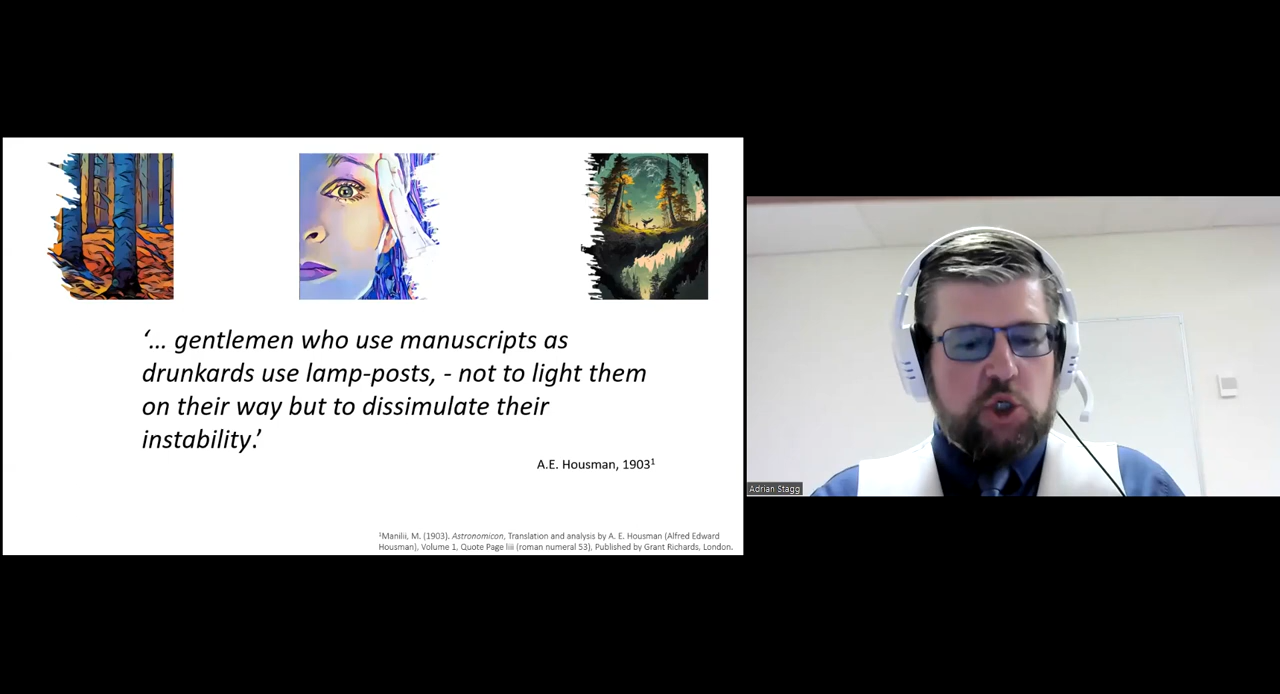 ‘... gentlemen who use manuscripts as
drunkards use lamp-posts, - not to light them
on their way but to dissimulate their
instability.’
A.E. Housman, 1903¹
¹Manilii, M. (1903). Astronomicon, Translation and analysis by A. E. Housman (Alfred Edward
Housman), Volume 1, Quote Page liii (roman numeral 53), Published by Grant Richards, London.
Adrian Stagg